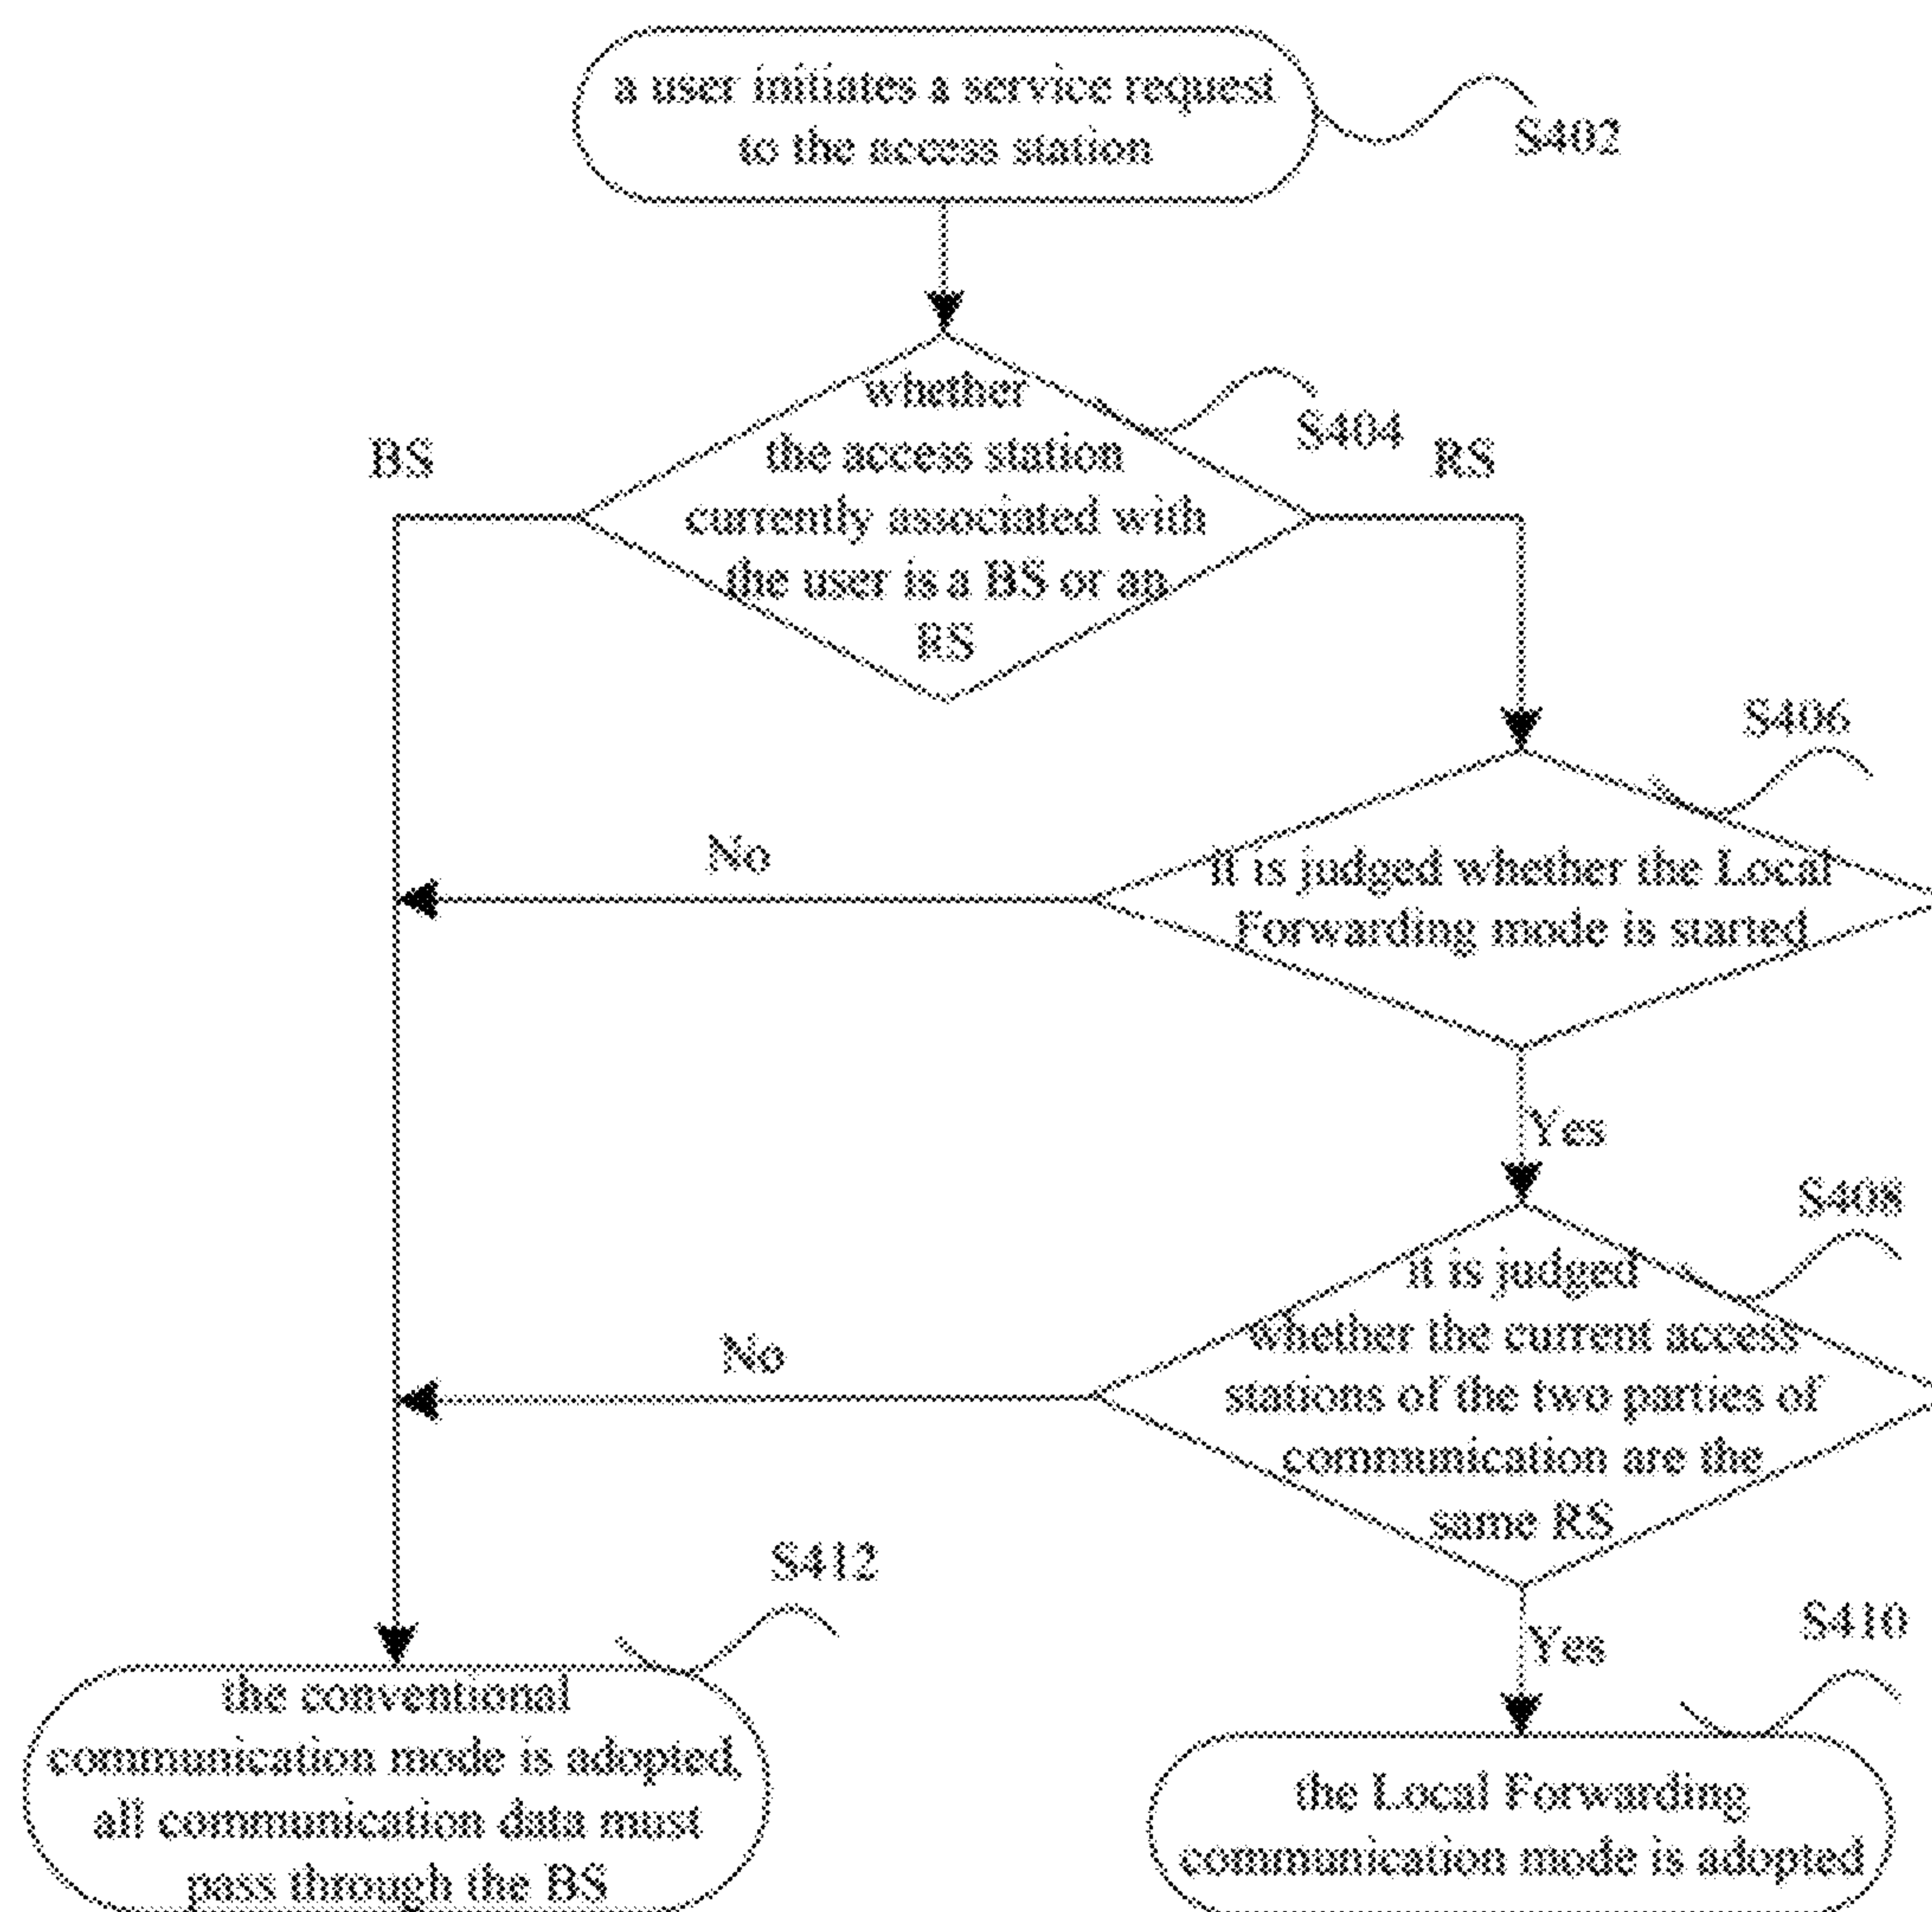 a user initiates a service request
to the access station
S402
whether
the access station
currently associated with
the user is a BS or an
RS
S404
BS
RS
S406
it is judged whether the Local
Forwarding mode is started
No
Yes
S408
it is judged
whether the current access
stations of the two parties of
communication are the
same RS
No
Yes
S412
the conventional
communication mode is adopted,
all communication data must
pass through the BS
S410
the Local Forwarding
communication mode is adopted